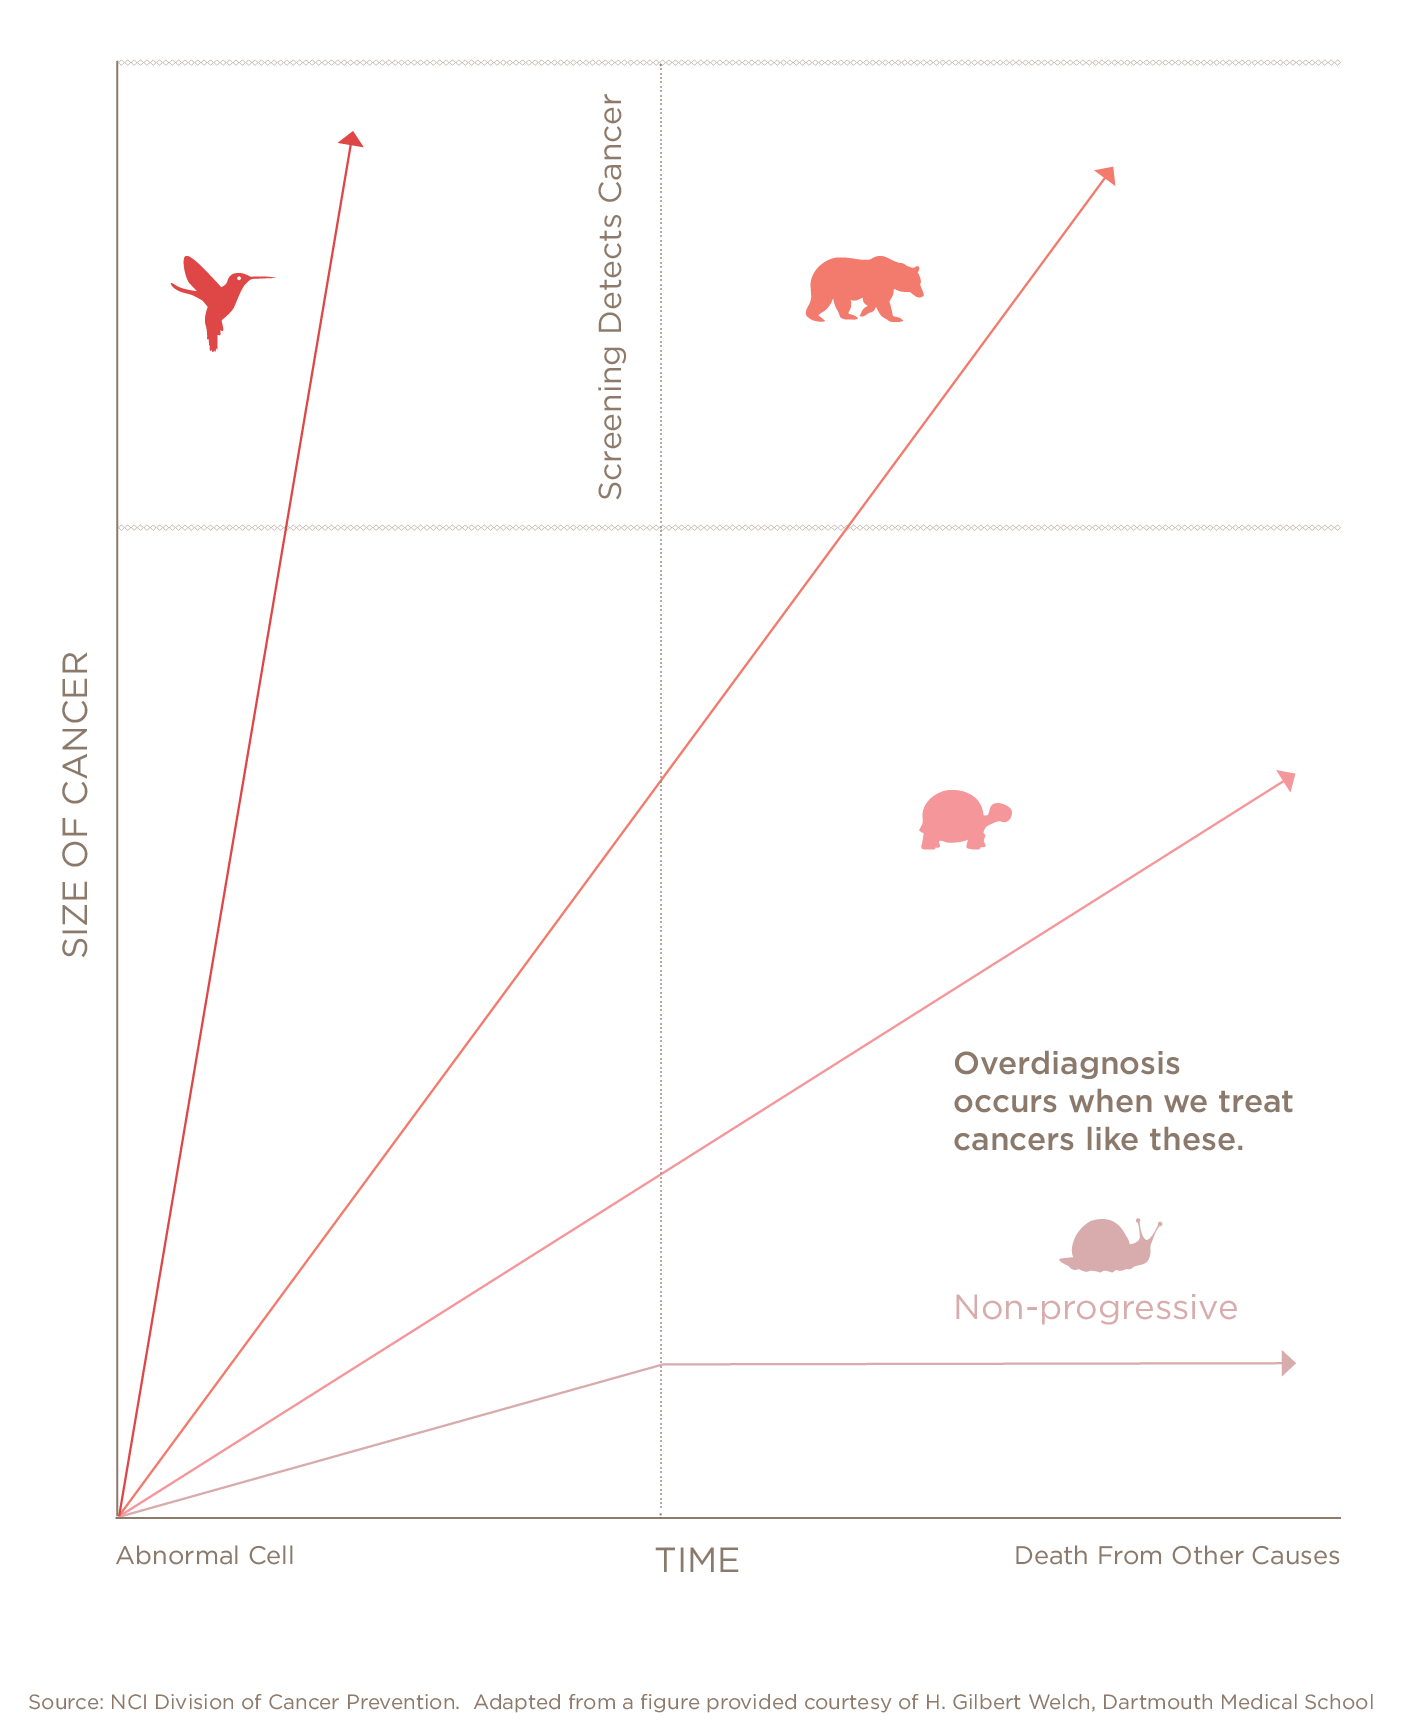 Screening Detects Cancer
SIZE OF CANCER
Overdiagnosis
occurs when we treat
cancers like these.
Non-progressive
Abnormal Cell
TIME
Death From Other Causes
Source: NCI Division of Cancer Prevention.  Adapted from a figure provided courtesy of H. Gilbert Welch, Dartmouth Medical School